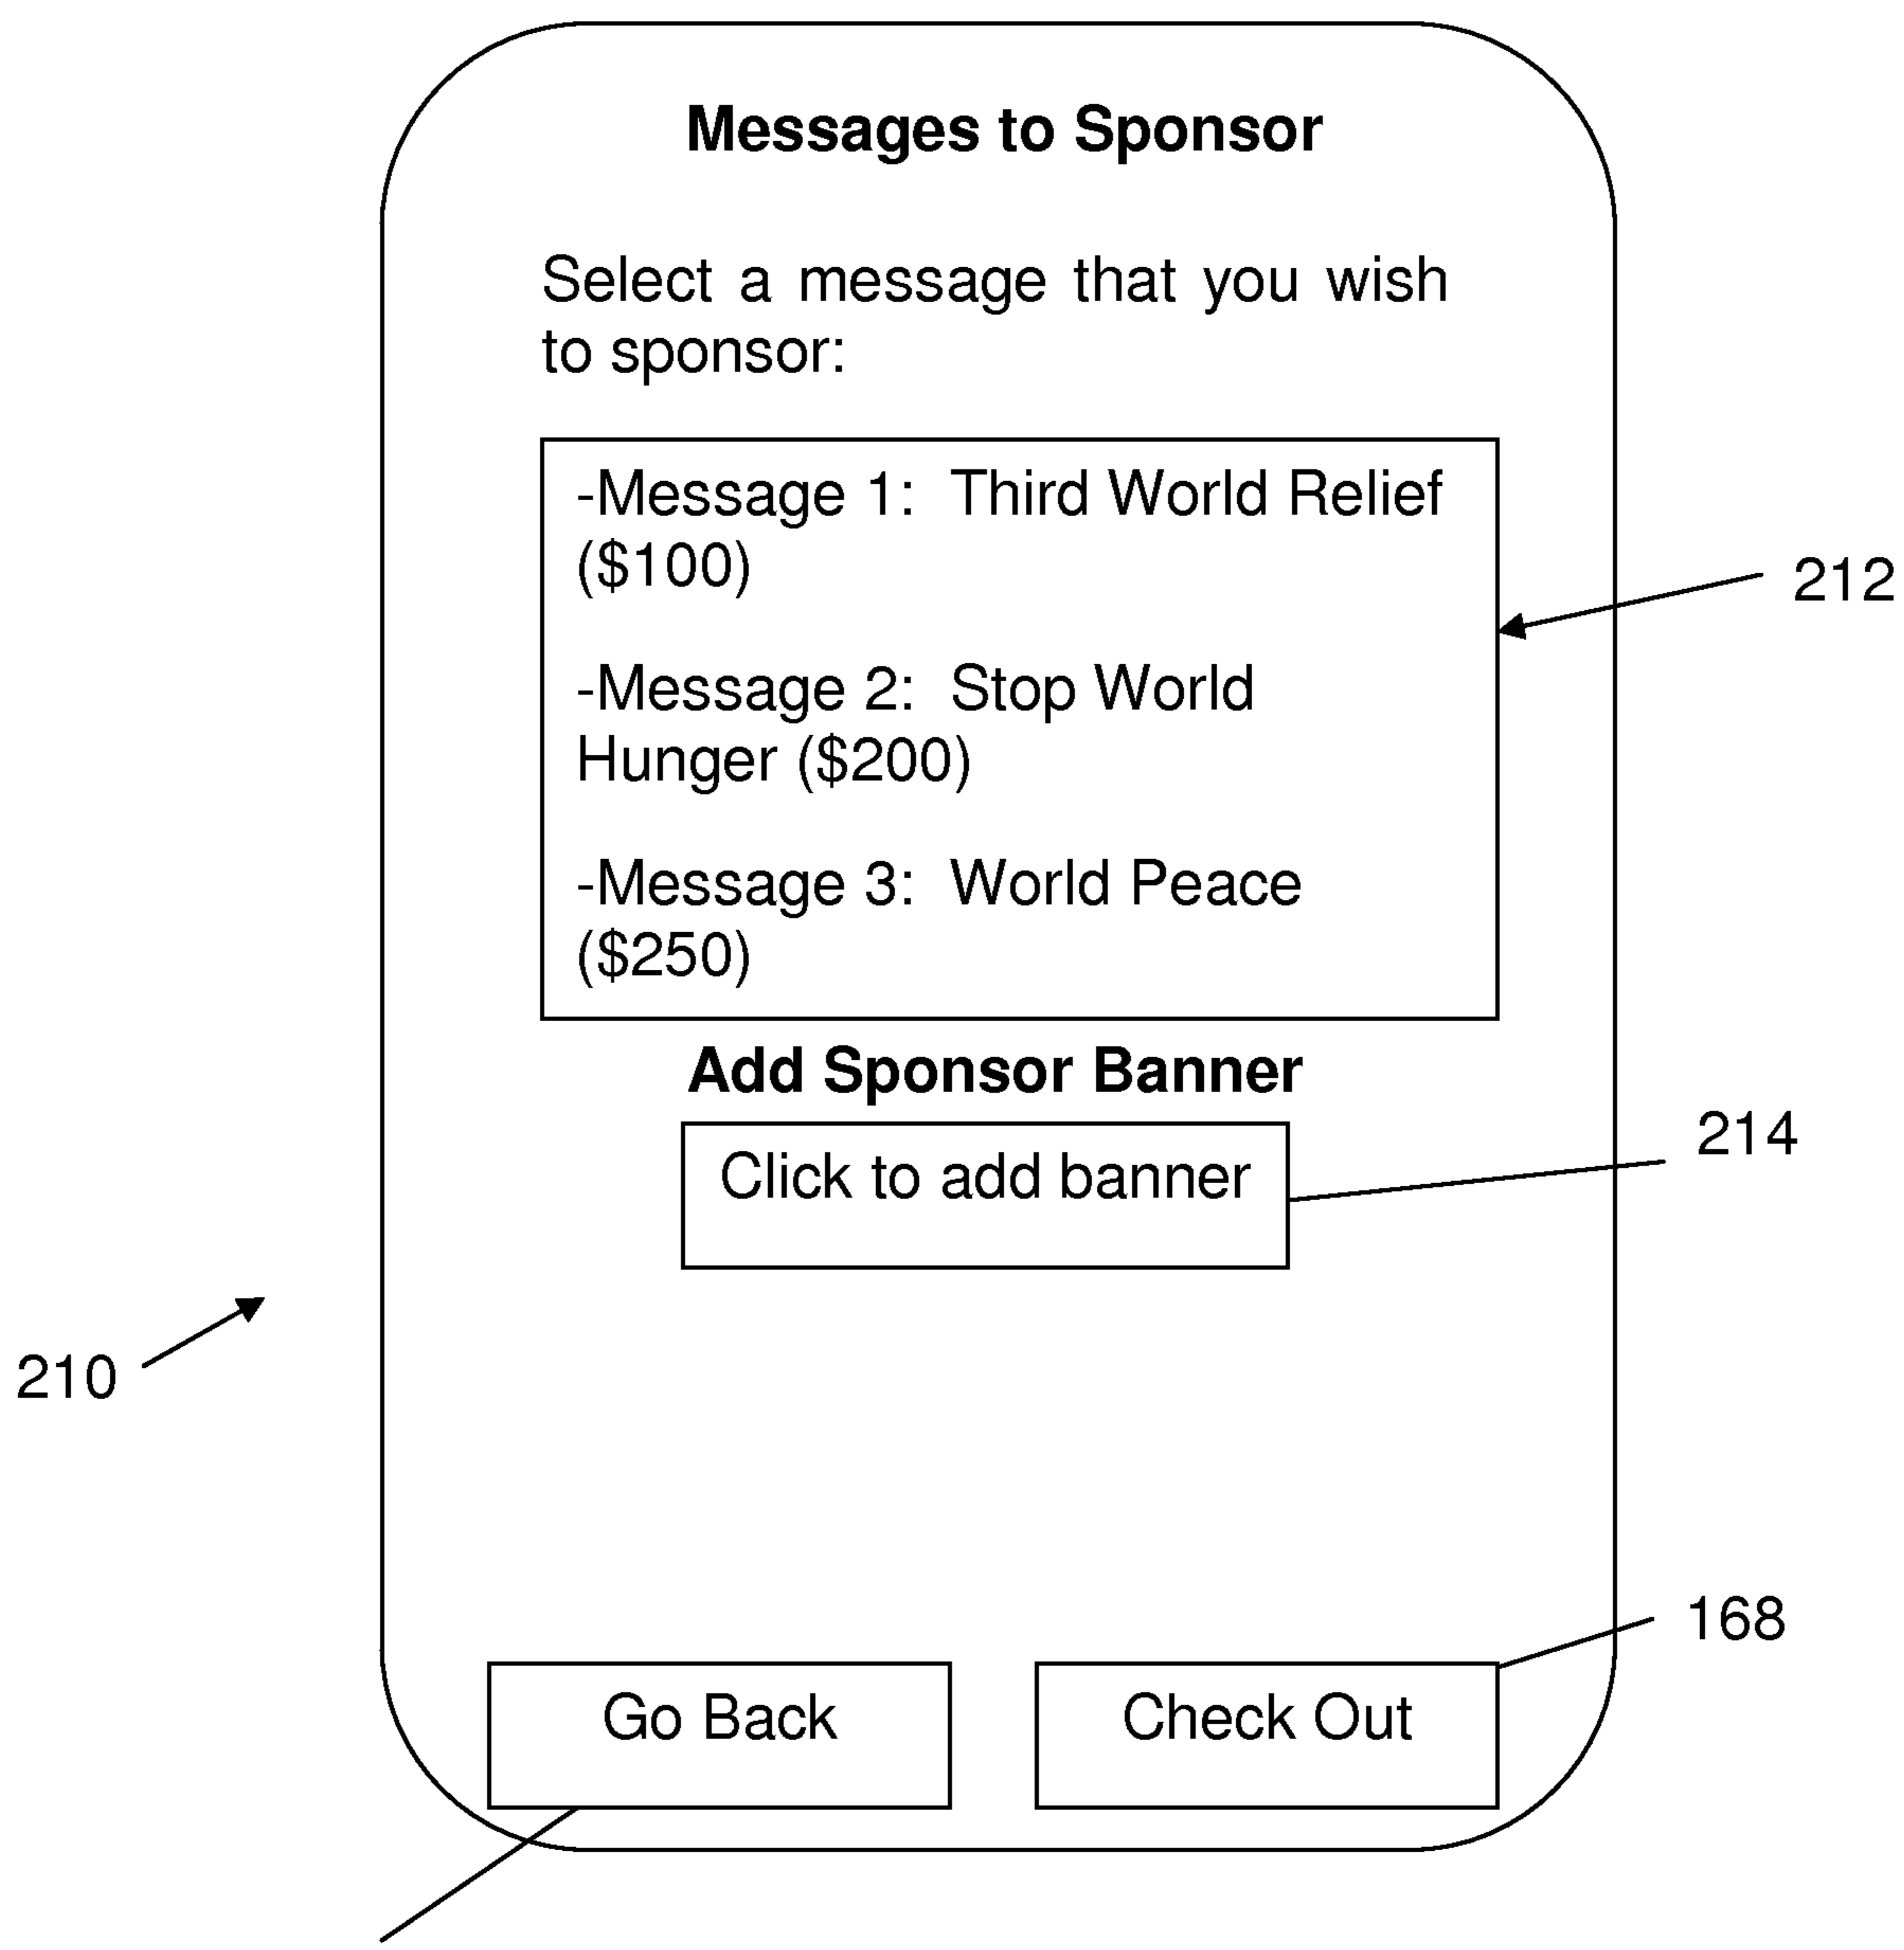 Messages to Sponsor
Select a message that you wish
to sponsor:
-Message 1: Third World Relief
($100)
212
-Message 2: Stop World
Hunger ($200)
-Message 3: World Peace
($250)
Add Sponsor Banner
Click to add banner
214
210
168
Go Back
Check Out